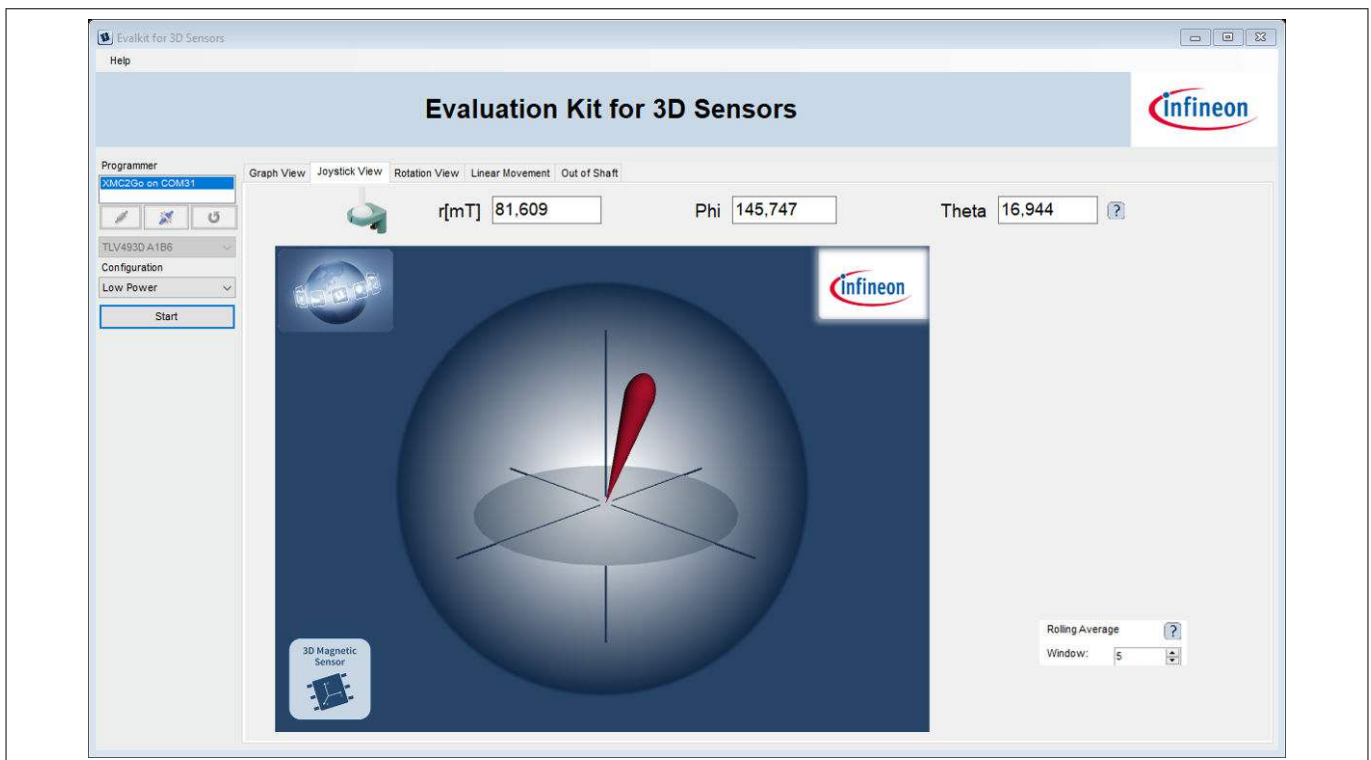 Evalkit for 3D Sensors
Help
Evaluation Kit for 3D Sensors
infineon
Programmer
XMC2Go on COM31
TLV493D A1B6
Configuration
Low Power
Start
Graph View Joystick View Rotation View Linear Movement Out of Shaft
r[mT] 81,609 Phi 145,747 Theta 16,944 ?
infineon
3D Magnetic
Sensor
Rolling Average ?
Window: 5